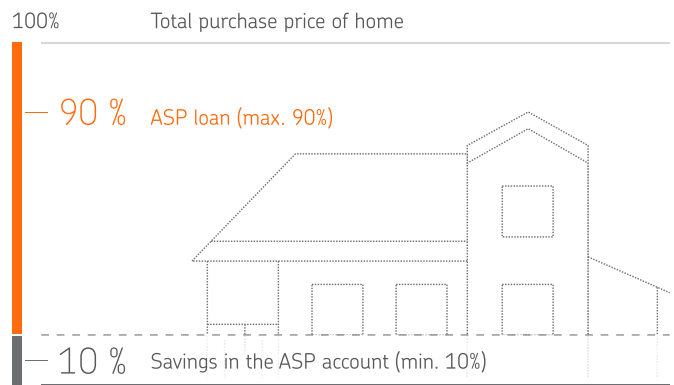 100% Total purchase price of home
90 % ASP loan (max. 90%)
10 % Savings in the ASP account (min. 10%)